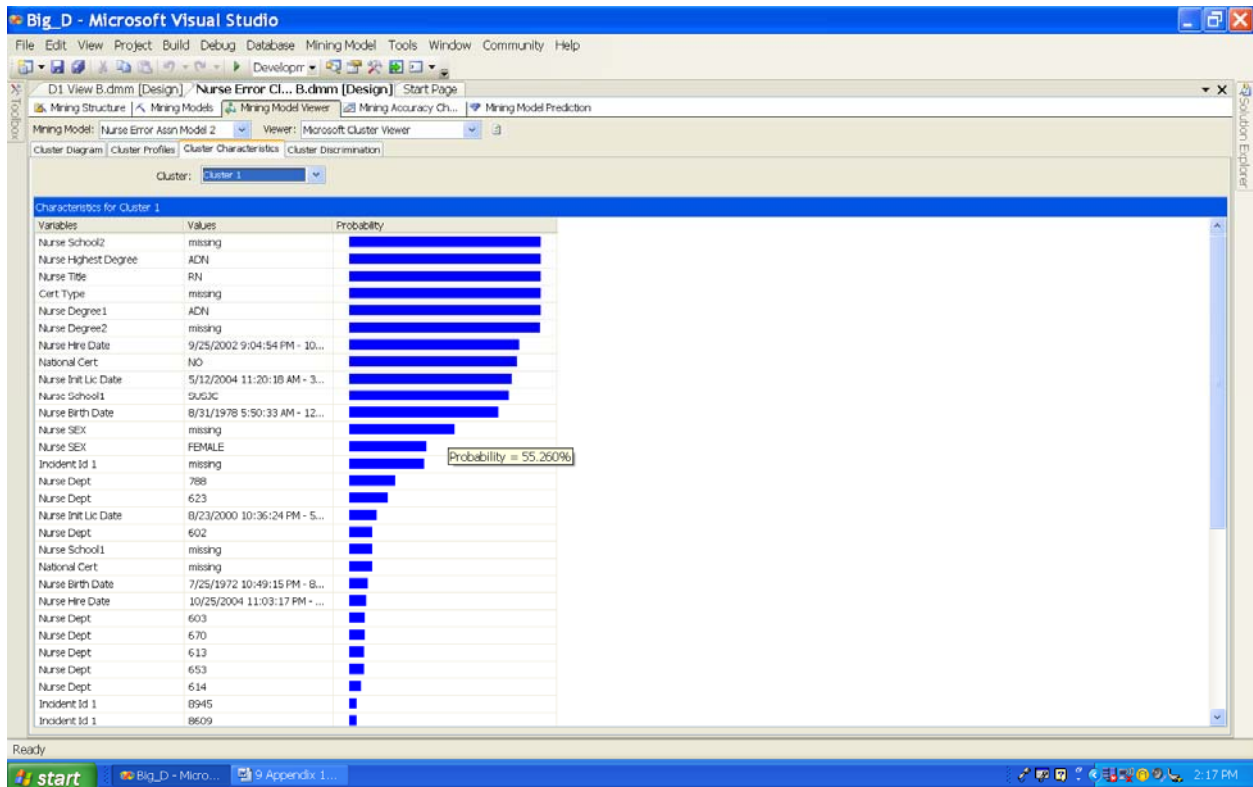 Big_D - Microsoft Visual Studio
File Edit View Project Build Debug Database Mining Model Tools Window Community Help
Developm
D1 View B.dmm [Design] Nurse Error Cl... B.dmm [Design] Start Page
Mining Structure Mining Models Mining Model Viewer Mining Accuracy Ch... Mining Model Prediction
Mining Model: Nurse Error Assn Model 2 Viewer: Microsoft Cluster Viewer
Cluster Diagram Cluster Profiles Cluster Characteristics Cluster Discrimination
Cluster: Cluster 1
Characteristics for Cluster 1
Variables Values Probability
Nurse School2 missing
Nurse Highest Degree ADN
Nurse Title RN
Cert Type missing
Nurse Degree1 ADN
Nurse Degree2 missing
Nurse Hire Date 9/25/2002 9:04:54 PM - 10...
National Cert NO
Nurse Init Lic Date 5/12/2004 11:20:18 AM - 3...
Nurse School1 SUSJC
Nurse Birth Date 8/31/1978 5:50:33 AM - 12...
Nurse SEX missing
Nurse SEX FEMALE
Probability = 55.260%
Incident Id 1 missing
Nurse Dept 788
Nurse Dept 623
Nurse Init Lic Date 8/23/2000 10:36:24 PM - 5...
Nurse Dept 602
Nurse School1 missing
National Cert missing
Nurse Birth Date 7/25/1972 10:49:15 PM - 8...
Nurse Hire Date 10/25/2004 11:03:17 PM - ...
Nurse Dept 603
Nurse Dept 670
Nurse Dept 613
Nurse Dept 653
Nurse Dept 614
Incident Id 1 8945
Incident Id 1 8609
Toolbox
Solution Explorer
Ready
start Big_D - Micro... 9 Appendix 1... 2:17 PM